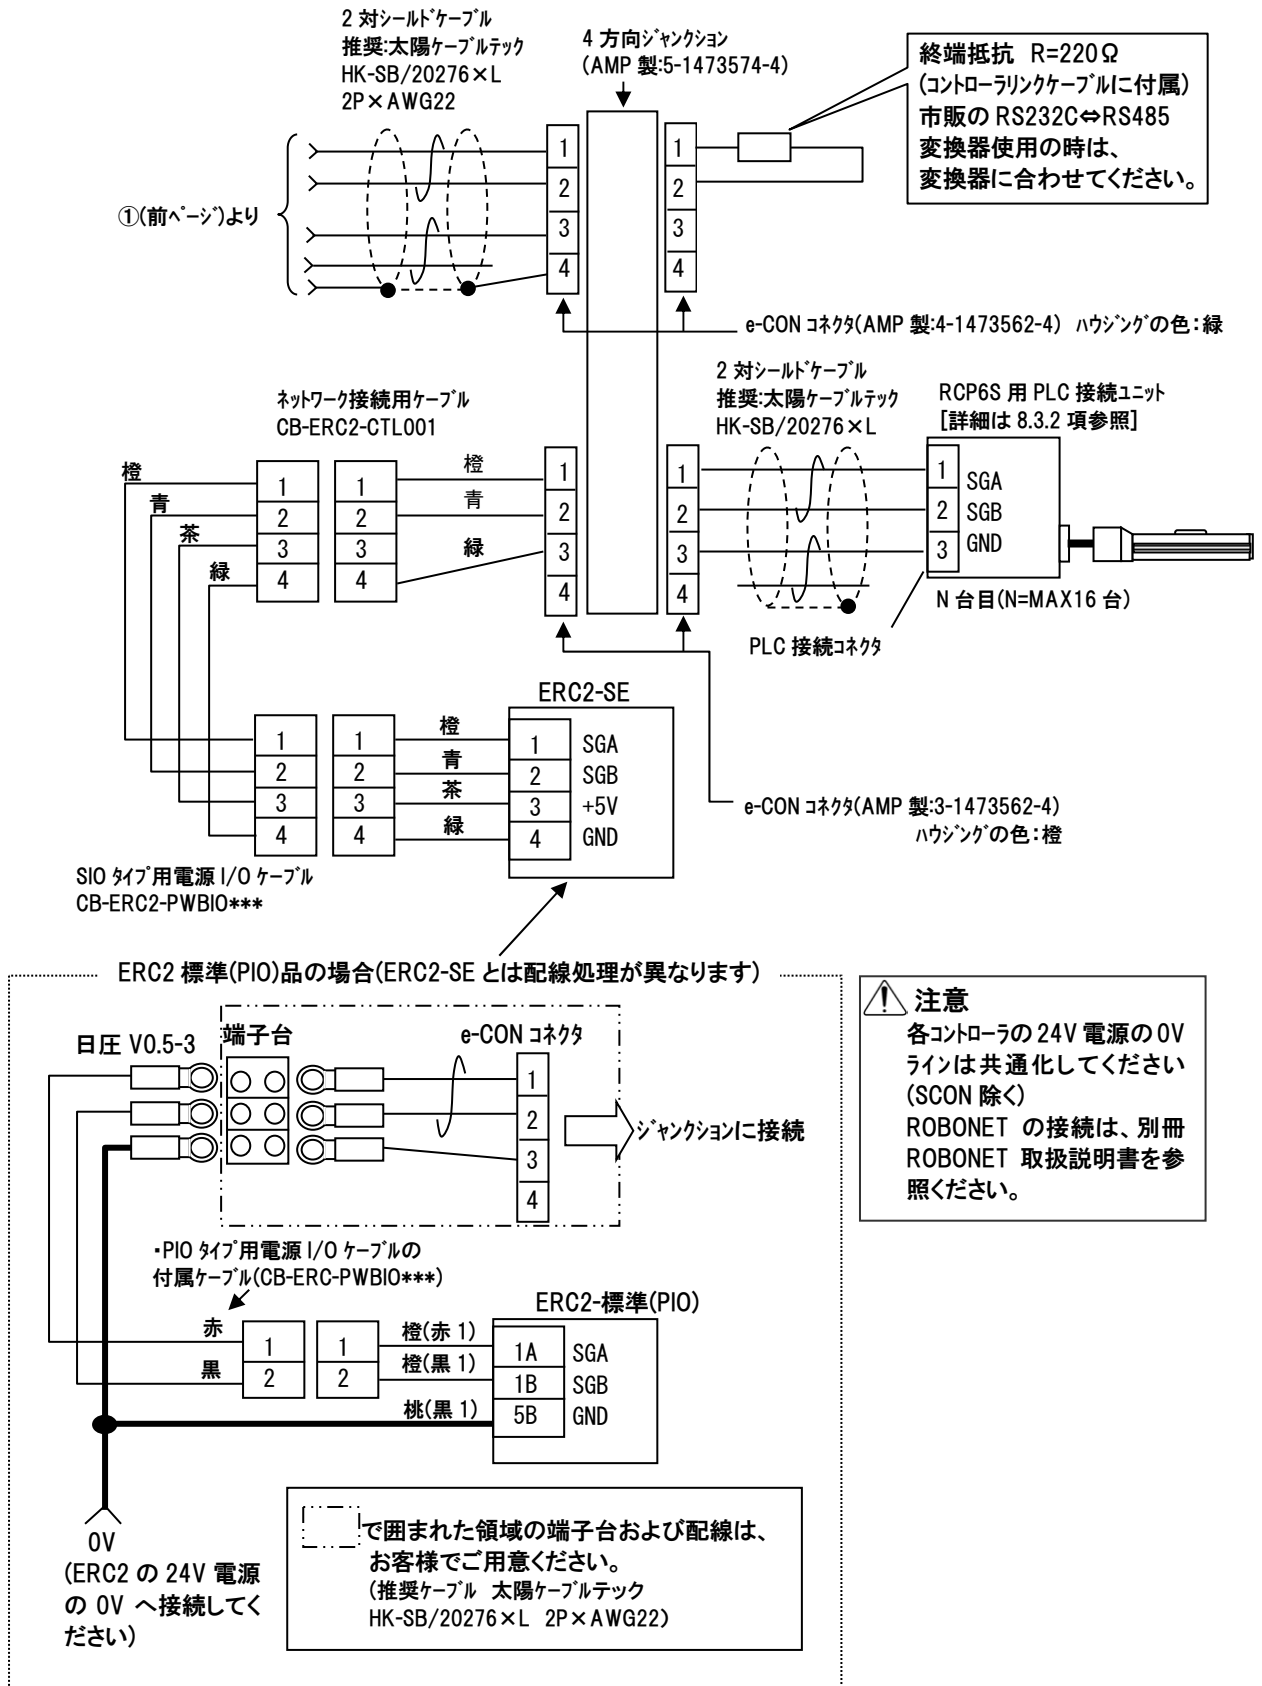 2 対シールドケーブル
推奨:太陽ケーブルテック
HK-SB/20276×L
2P×AWG22
4 方向ジャンクション
(AMP 製:5-1473574-4)
終端抵抗 R=220Ω
(コントローラリンクケーブルに付属)
市販の RS232C⇔RS485
変換器使用の時は、
変換器に合わせてください。
①(前ページ)より
1
2
3
4
1
2
3
4
e-CON コネクタ(AMP 製:4-1473562-4) ハウジングの色:緑
ネットワーク接続用ケーブル
CB-ERC2-CTL001
2 対シールドケーブル
推奨:太陽ケーブルテック
HK-SB/20276×L
RCP6S 用 PLC 接続ユニット
[詳細は 8.3.2 項参照]
橙
青
茶
緑
1
2
3
4
1
2
3
4
橙
青
緑
1
2
3
4
1
2
3
4
1 SGA
2 SGB
3 GND
N 台目(N=MAX16 台)
PLC 接続コネクタ
ERC2-SE
1
2
3
4
1
2
3
4
橙
青
茶
緑
1 SGA
2 SGB
3 +5V
4 GND
e-CON コネクタ(AMP 製:3-1473562-4)
ハウジングの色:橙
SIO タイプ用電源 I/O ケーブル
CB-ERC2-PWBIO***
ERC2 標準(PIO)品の場合(ERC2-SE とは配線処理が異なります)
日圧 V0.5-3
端子台
e-CON コネクタ
1
2
3
4
ジャンクションに接続
注意
各コントローラの 24V 電源の 0V
ラインは共通化してください
(SCON 除く)
ROBONET の接続は、別冊
ROBONET 取扱説明書を参
照ください。
・PIO タイプ用電源 I/O ケーブルの
付属ケーブル(CB-ERC-PWBIO***)
ERC2-標準(PIO)
赤
黒
1
2
1
2
橙(赤 1)
橙(黒 1)
桃(黒 1)
1A SGA
1B SGB
5B GND
0V
(ERC2 の 24V 電源
の 0V へ接続してく
ださい)
で囲まれた領域の端子台および配線は、
お客様でご用意ください。
(推奨ケーブル 太陽ケーブルテック
HK-SB/20276×L 2P×AWG22)